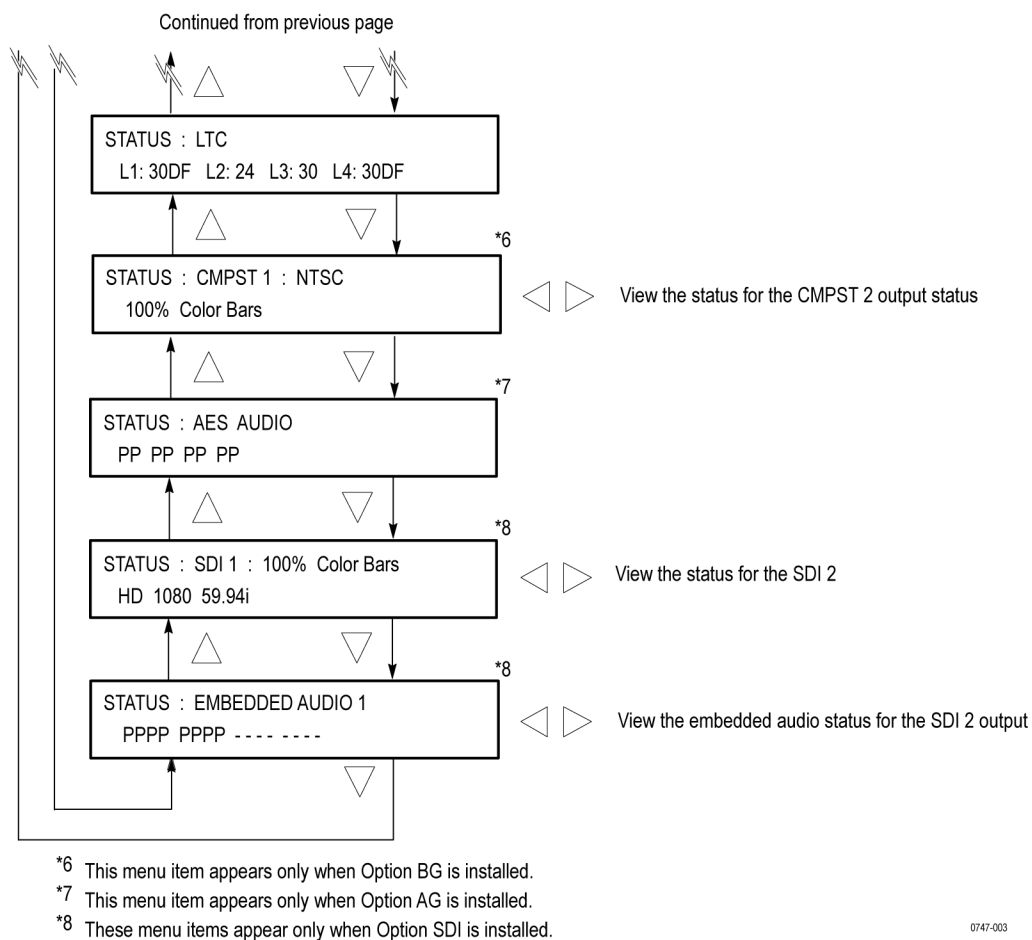 Continued from previous page
STATUS : LTC
L1: 30DF L2: 24 L3: 30 L4: 30DF
*6
STATUS : CMPST 1 : NTSC
100% Color Bars
View the status for the CMPST 2 output status
*7
STATUS : AES AUDIO
PP PP PP PP
*8
STATUS : SDI 1 : 100% Color Bars
HD 1080 59.94i
View the status for the SDI 2
*8
STATUS : EMBEDDED AUDIO 1
PPPP PPPP - - - - - - - -
View the embedded audio status for the SDI 2 output
*6 This menu item appears only when Option BG is installed.
*7 This menu item appears only when Option AG is installed.
*8 These menu items appear only when Option SDI is installed.
0747-003